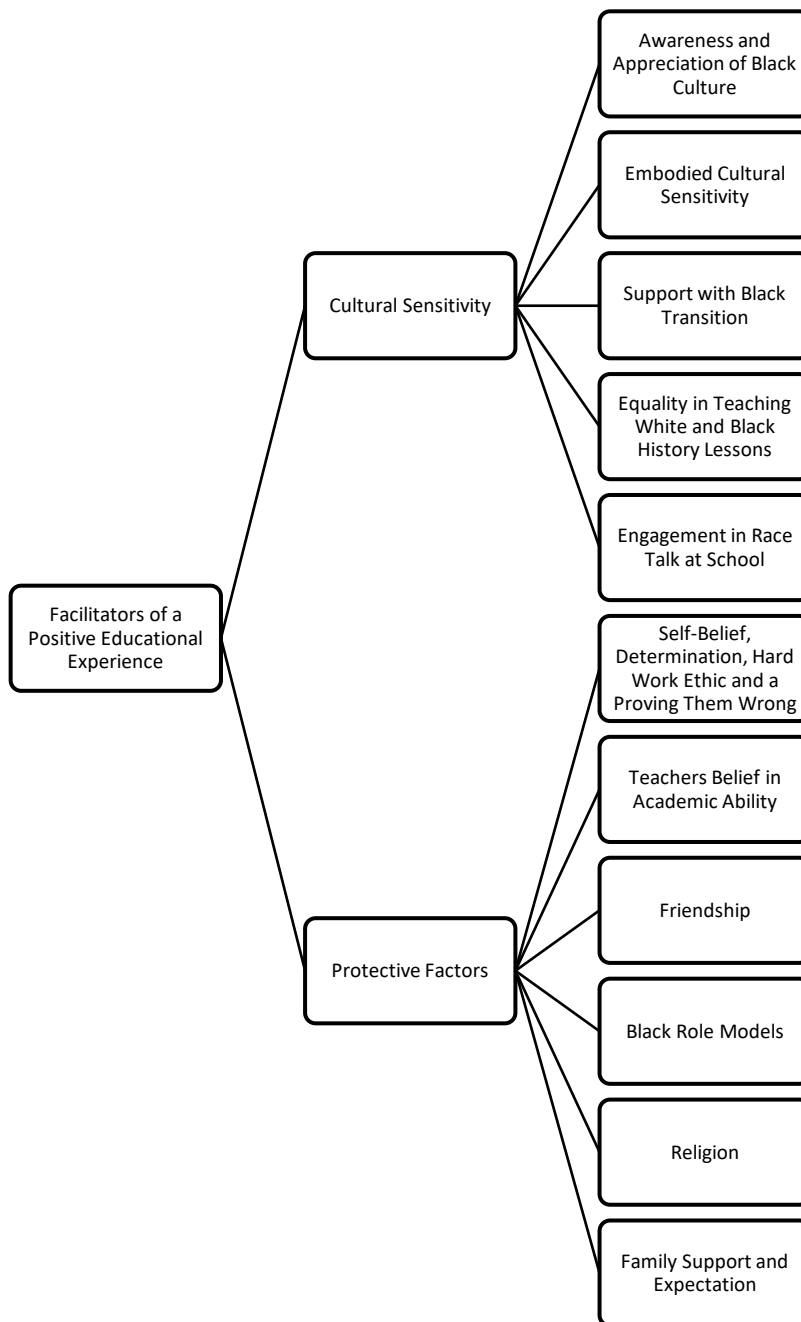 Awareness and
Appreciation of Black
Culture
Embodied Cultural
Sensitivity
Cultural Sensitivity
Support with Black
Transition
Equality in Teaching
White and Black
History Lessons
Engagement in Race
Talk at School
Facilitators of a
Positive Educational
Experience
Self-Belief,
Determination, Hard
Work Ethic and a
Proving Them Wrong
Teachers Belief in
Academic Ability
Friendship
Protective Factors
Black Role Models
Religion
Family Support and
Expectation